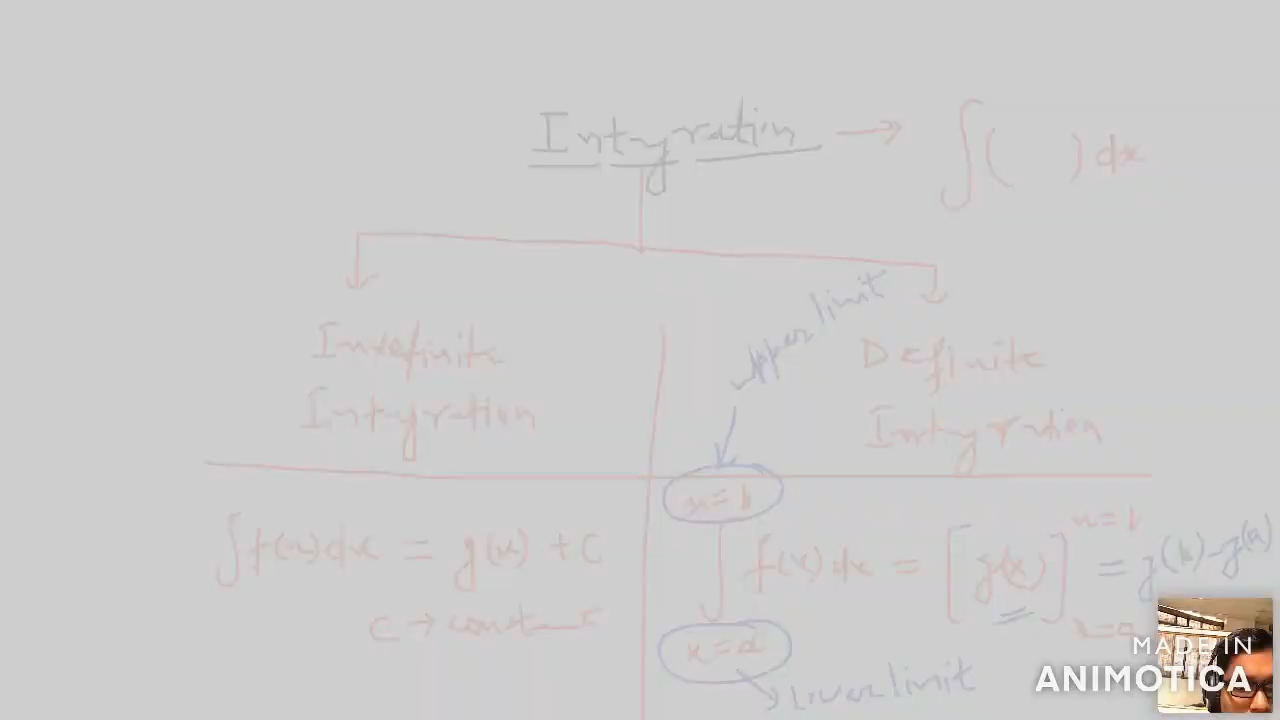 Integration → ∫( ) dx
upper limit
Indefinite
Integration
Definite
Integration
x=b
∫f(x)dx = g(x) + C
∫ f(x) dx = [g(x)] x=b x=a = g(b)-g(a)
C → constant
x=a
Lower limit
MADE IN
ANIMOTICA